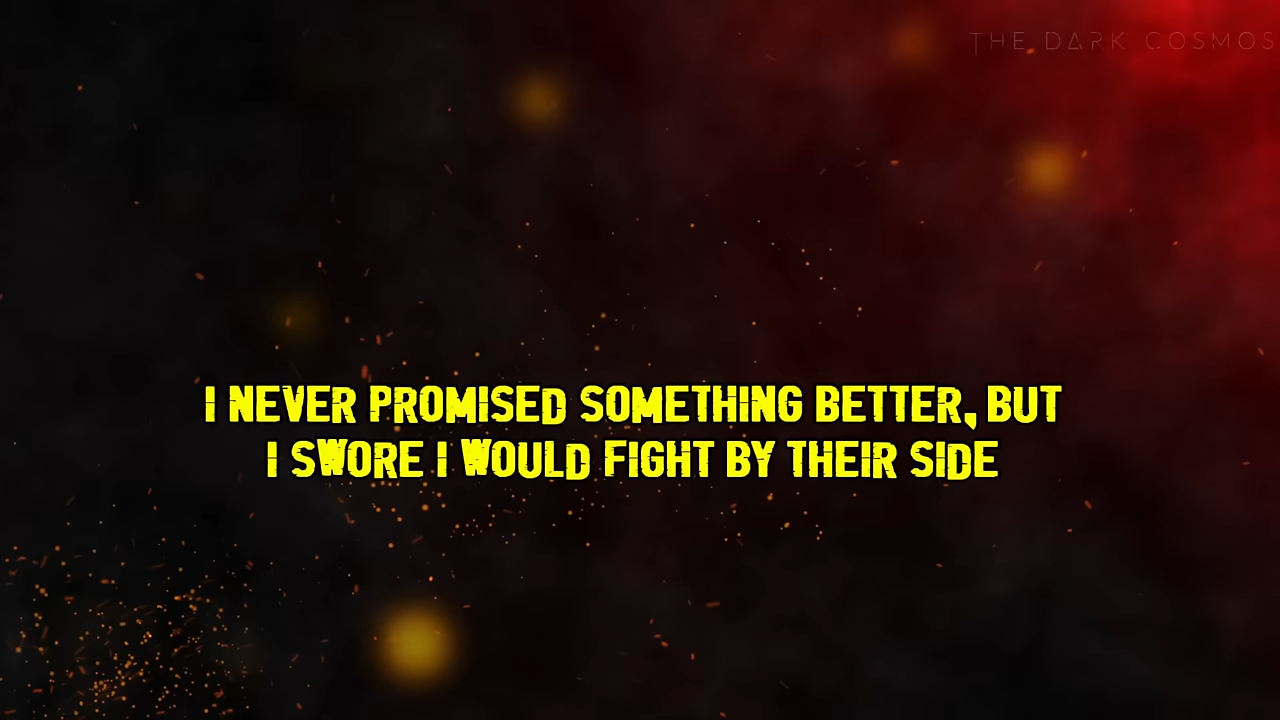 THE DARK COSMOS
I NEVER PROMISED SOMETHING BETTER, BUT
I SWORE I WOULD FIGHT BY THEIR SIDE